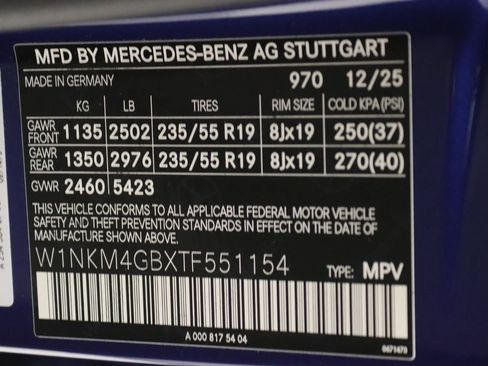 MFD BY MERCEDES-BENZ AG STUTTGART
MADE IN GERMANY 970 12/25
KG LB TIRES RIM SIZE COLD KPA(PSI)
GAWR FRONT 1135 2502 235/55 R19 8Jx19 250(37)
GAWR REAR 1350 2976 235/55 R19 8Jx19 270(40)
GVWR 2460 5423
THIS VEHICLE CONFORMS TO ALL APPLICABLE FEDERAL MOTOR VEHICLE
SAFETY AND THEFT PREVENTION STANDARDS IN EFFECT ON THE DATE OF
MANUFACTURE SHOWN ABOVE.
W1NKM4GBXTF551154
TYPE: MPV
A 000 817 54 04